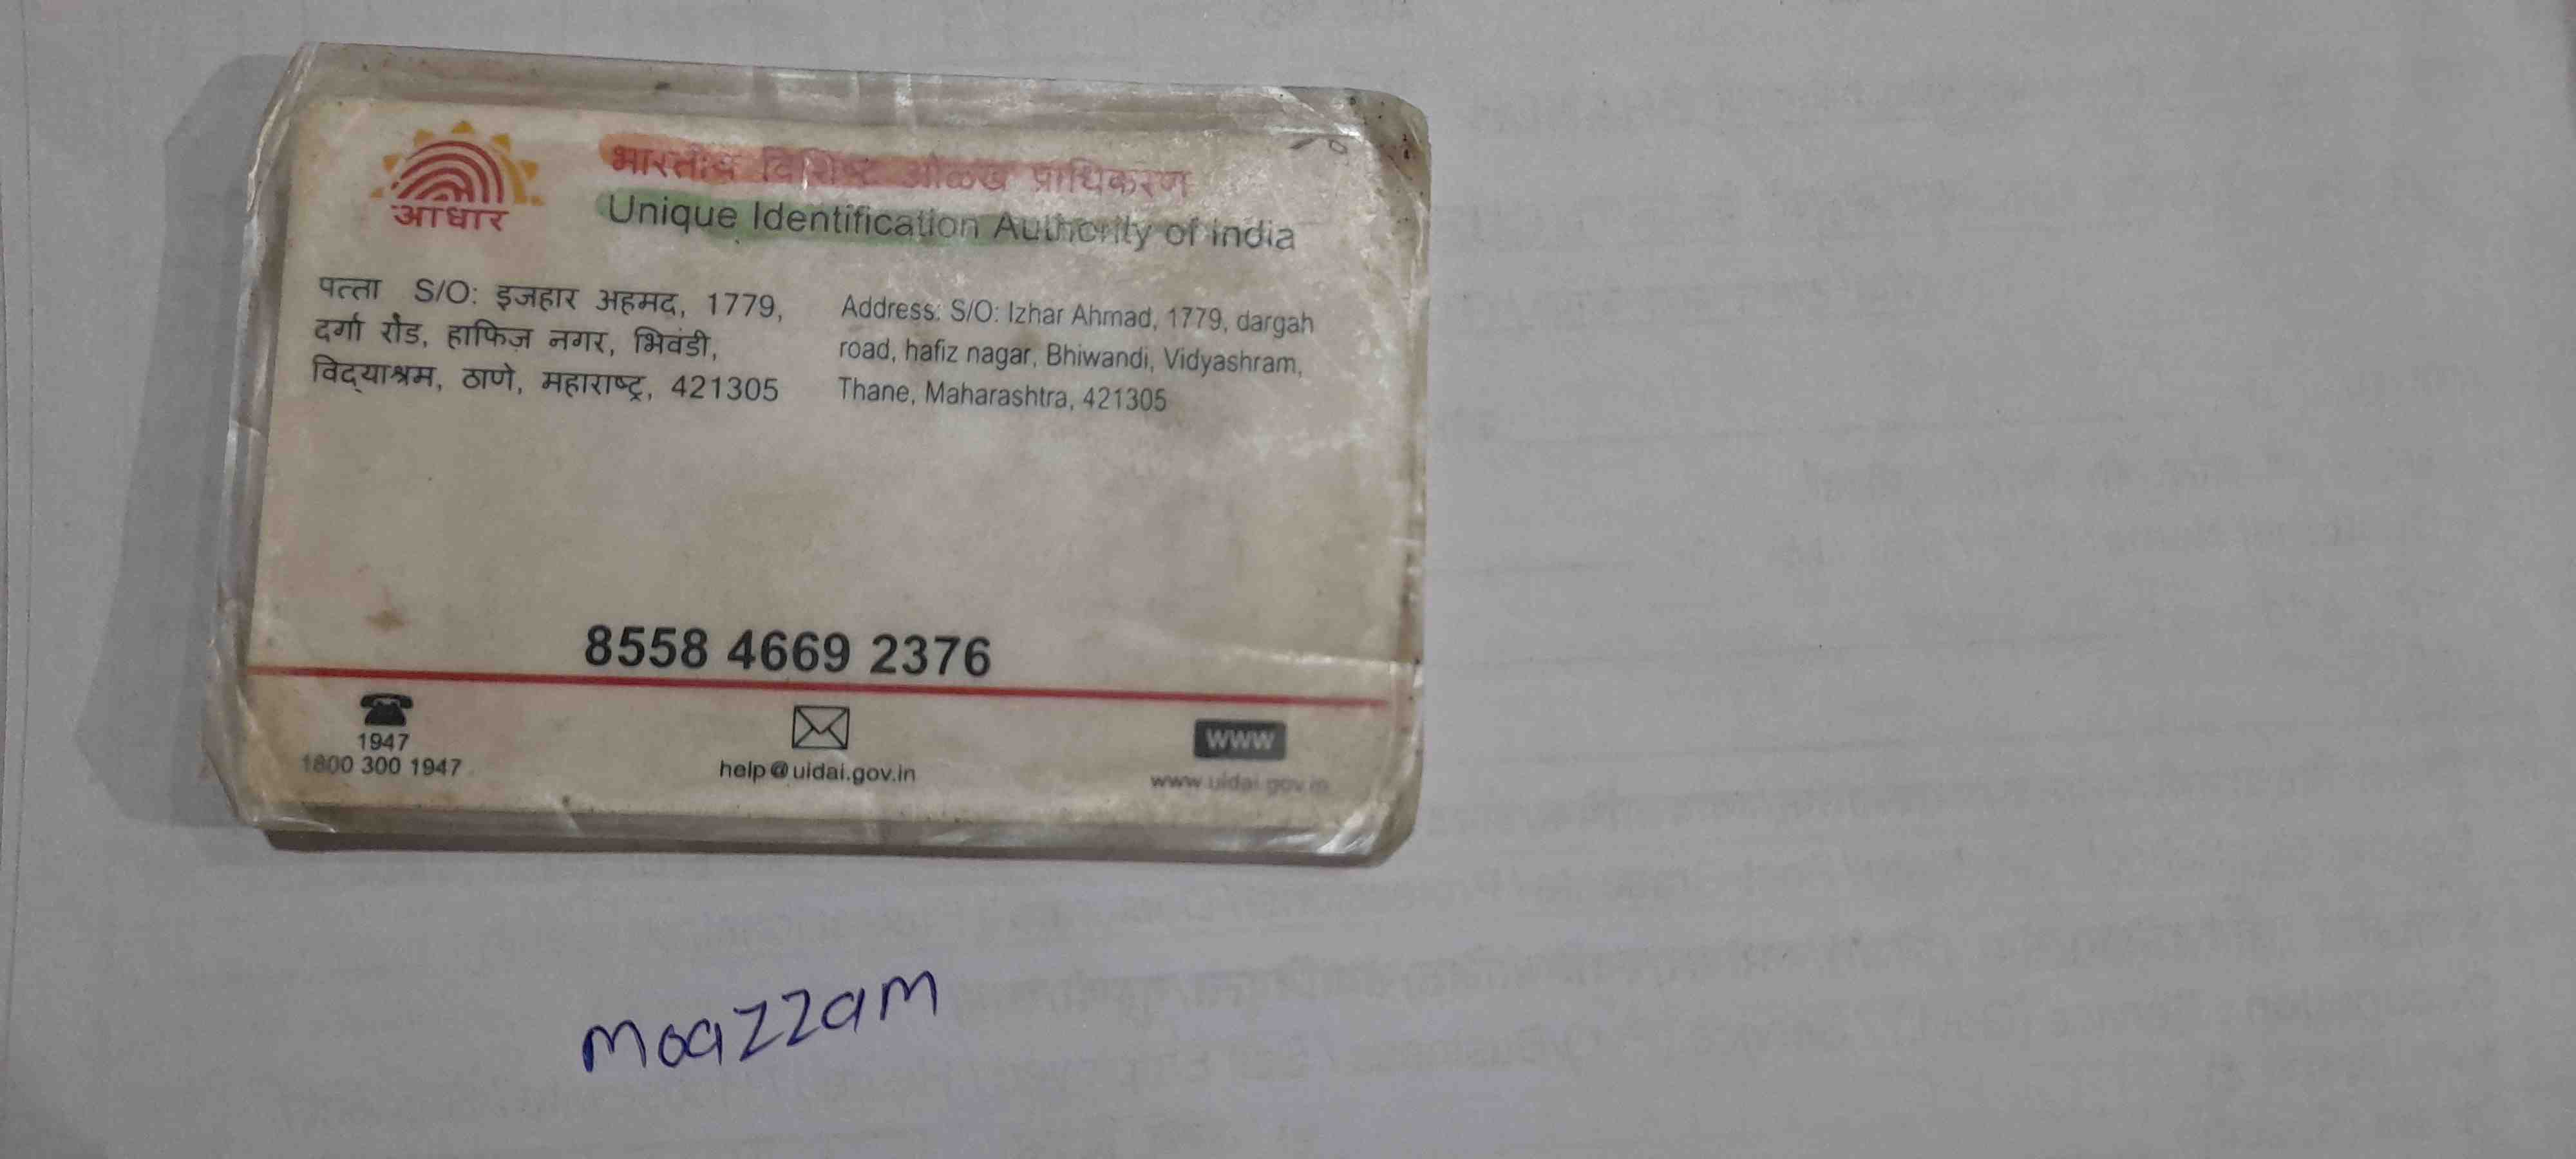 आधार
भारतीय विशिष्ट ओळख प्राधिकरण
Unique Identification Authority of India
पत्ता S/O: इजहार अहमद, 1779,
दर्गा रोड, हाफिज़ नगर, भिवंडी,
विद्याश्रम, ठाणे, महाराष्ट्र, 421305
Address: S/O: Izhar Ahmad, 1779, dargah
road, hafiz nagar, Bhiwandi, Vidyashram,
Thane, Maharashtra, 421305
8558 4669 2376
1947
1800 300 1947
help@uidai.gov.in
www
www.uidai.gov.in
moazzam